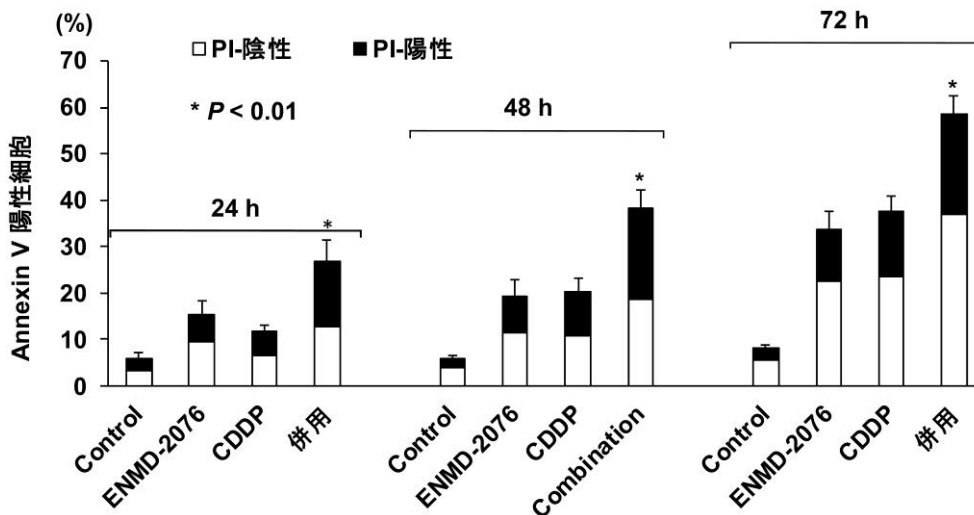 (%)
PI-陰性 PI-陽性
* P < 0.01
24 h
48 h
72 h
Annexin V 陽性細胞
70
60
50
40
30
20
10
0
*
*
*
Control
ENMD-2076
CDDP
併用
Control
ENMD-2076
CDDP
Combination
Control
ENMD-2076
CDDP
併用